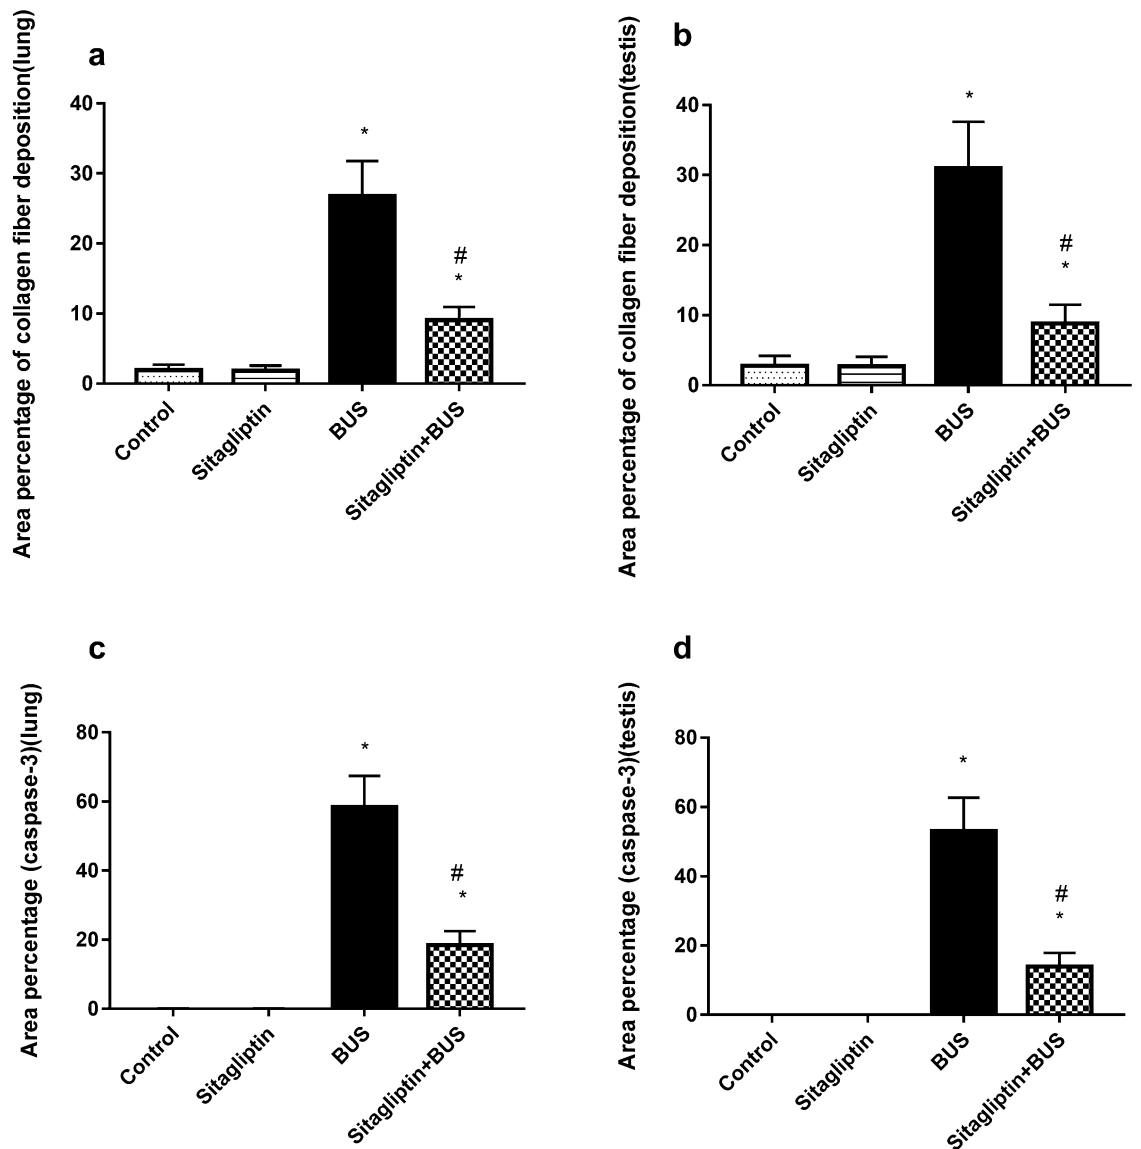 a
Area percentage of collagen fiber deposition(lung)
40
30
20
10
0
*
#
*
Control
Sitagliptin
BUS
Sitagliptin+BUS
b
Area percentage of collagen fiber deposition(testis)
40
30
20
10
0
*
#
*
Control
Sitagliptin
BUS
Sitagliptin+BUS
c
Area percentage (caspase-3)(lung)
80
60
40
20
0
*
#
*
Control
Sitagliptin
BUS
Sitagliptin+BUS
d
Area percentage (caspase-3)(testis)
80
60
40
20
0
*
#
*
Control
Sitagliptin
BUS
Sitagliptin+BUS